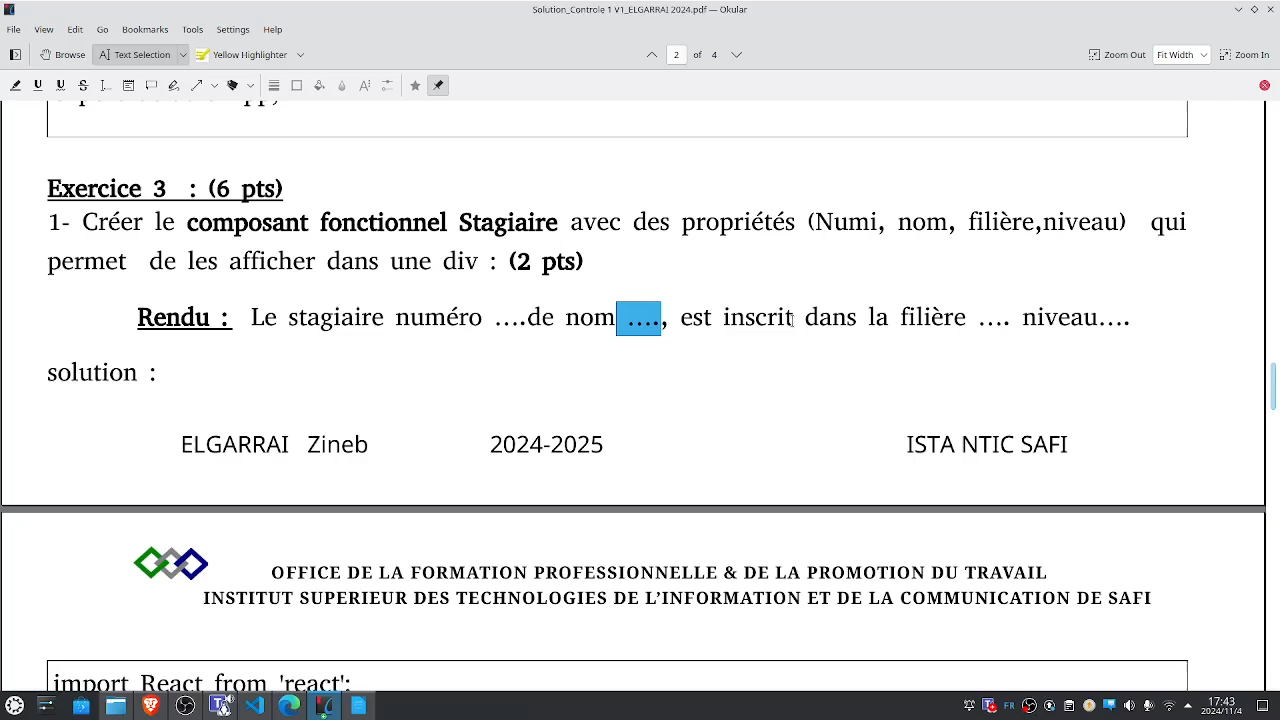 Solution_Controle 1 V1_ELGARRAI 2024.pdf — Okular
File View Edit Go Bookmarks Tools Settings Help
Browse Text Selection Yellow Highlighter 2 of 4 Zoom Out Fit Width Zoom In
Exercice 3 : (6 pts)
1- Créer le composant fonctionnel Stagiaire avec des propriétés (Numi, nom, filière,niveau) qui
permet de les afficher dans une div : (2 pts)
Rendu : Le stagiaire numéro ....de nom ...., est inscrit dans la filière .... niveau....
solution :
ELGARRAI Zineb 2024-2025 ISTA NTIC SAFI
OFFICE DE LA FORMATION PROFESSIONNELLE & DE LA PROMOTION DU TRAVAIL
INSTITUT SUPERIEUR DES TECHNOLOGIES DE L'INFORMATION ET DE LA COMMUNICATION DE SAFI
import React from 'react';
FR 17:43
2024/11/4